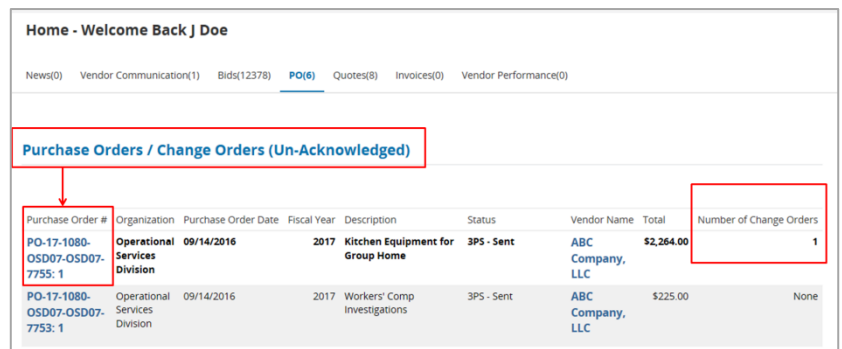 Home - Welcome Back J Doe
News(0) Vendor Communication(1) Bids(12378) PO(6) Quotes(8) Invoices(0) Vendor Performance(0)
Purchase Orders / Change Orders (Un-Acknowledged)
Purchase Order # Organization Purchase Order Date Fiscal Year Description Status Vendor Name Total Number of Change Orders
PO-17-1080- Operational 09/14/2016 2017 Kitchen Equipment for 3PS - Sent ABC $2,264.00 1
OSD07-OSD07- Services Group Home Company,
7755: 1 Division LLC
PO-17-1080- Operational 09/14/2016 2017 Workers' Comp 3PS - Sent ABC $225.00 None
OSD07-OSD07- Services Investigations Company,
7753: 1 Division LLC